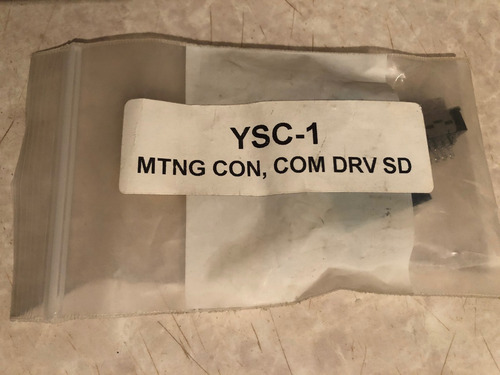 YSC-1
MTNG CON, COM DRV SD